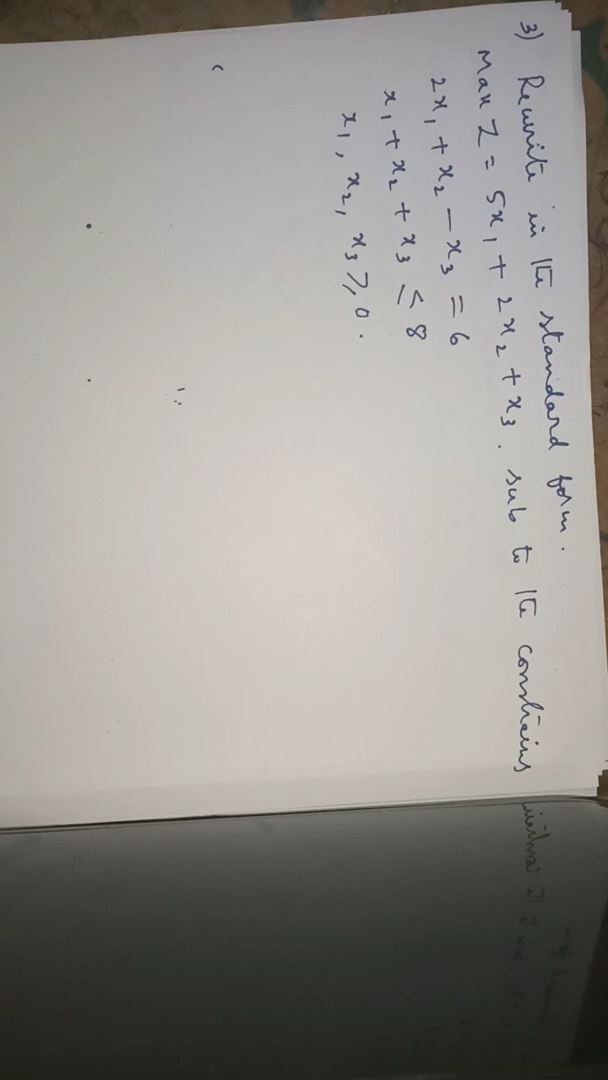 3) Rewrite in the standard form.
Max Z = 5x₁ + 2x₂ + x₃. sub to the constrains
2x₁ + x₂ − x₃ = 6
x₁ + x₂ + x₃ ≤ 8
x₁, x₂, x₃ ≥ 0.